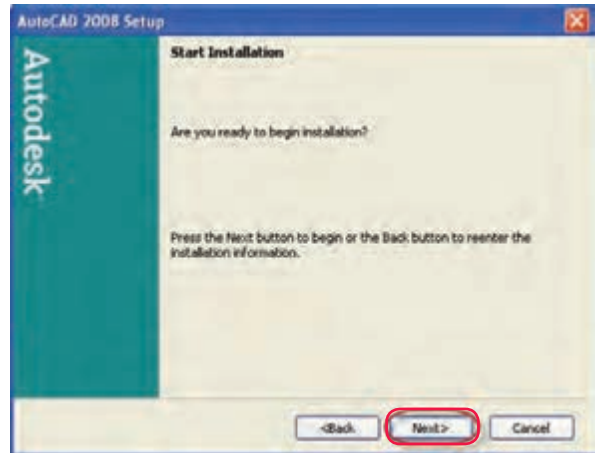 AutoCAD 2008 Setup
Autodesk
Start Installation
Are you ready to begin installation?
Press the Next button to begin or the Back button to reenter the
installation information.
<Back
Next>
Cancel